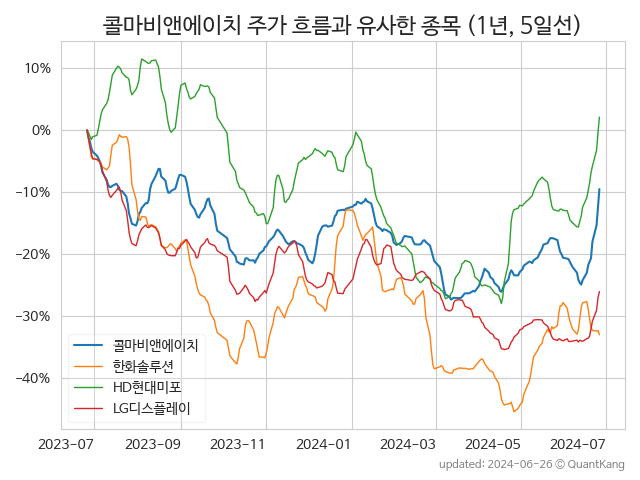 콜마비앤에이치 주가 흐름과 유사한 종목 (1년, 5일선)
10%
0%
−10%
−20%
−30%
−40%
콜마비앤에이치
한화솔루션
HD현대미포
LG디스플레이
2023-07 2023-09 2023-11 2024-01 2024-03 2024-05 2024-07
updated: 2024-06-26 © QuantKang